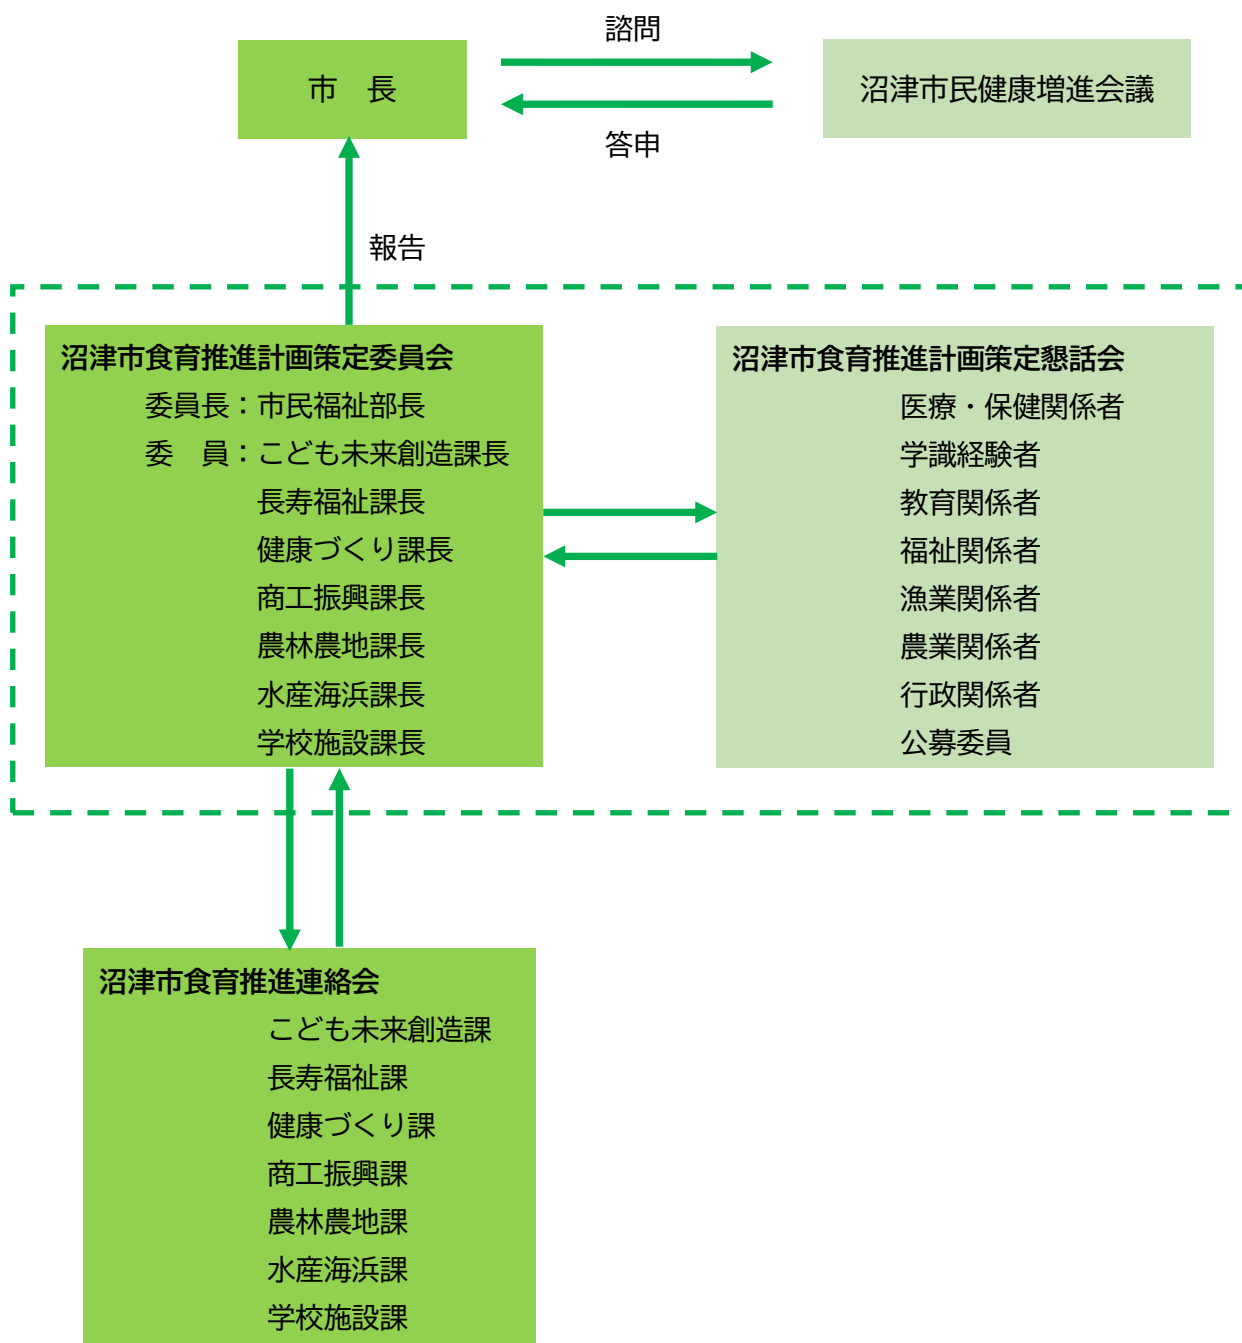 諮問
市　長
沼津市民健康増進会議
答申
報告
沼津市食育推進計画策定委員会
委員長：市民福祉部長
委　員：こども未来創造課長
長寿福祉課長
健康づくり課長
商工振興課長
農林農地課長
水産海浜課長
学校施設課長
沼津市食育推進計画策定懇話会
医療・保健関係者
学識経験者
教育関係者
福祉関係者
漁業関係者
農業関係者
行政関係者
公募委員
沼津市食育推進連絡会
こども未来創造課
長寿福祉課
健康づくり課
商工振興課
農林農地課
水産海浜課
学校施設課